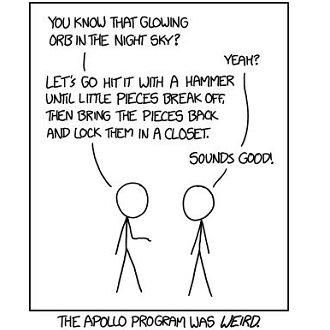 YOU KNOW THAT GLOWING
ORB IN THE NIGHT SKY?
YEAH?
LET'S GO HIT IT WITH A HAMMER
UNTIL LITTLE PIECES BREAK OFF,
THEN BRING THE PIECES BACK
AND LOCK THEM IN A CLOSET.
SOUNDS GOOD!
THE APOLLO PROGRAM WAS WEIRD.